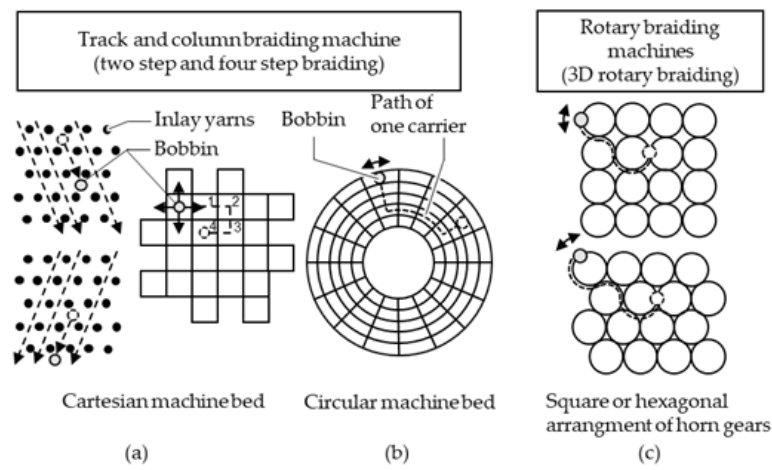 Track and column braiding machine
(two step and four step braiding)
Rotary braiding
machines
(3D rotary braiding)
Inlay yarns
Bobbin
Bobbin
Path of
one carrier
1 2
4 3
Cartesian machine bed
Circular machine bed
Square or hexagonal
arrangment of horn gears
(a)
(b)
(c)